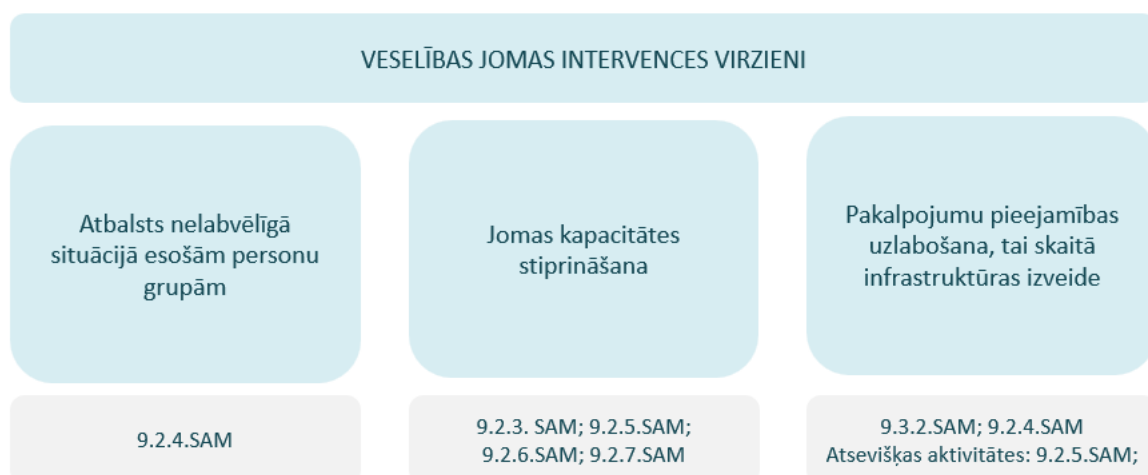 VESELĪBAS JOMAS INTERVENCES VIRZIENI
Atbalsts nelabvēlīgā
situācijā esošām personu
grupām
Jomas kapacitātes
stiprināšana
Pakalpojumu pieejamības
uzlabošana, tai skaitā
infrastruktūras izveide
9.2.4.SAM
9.2.3. SAM; 9.2.5.SAM;
9.2.6.SAM; 9.2.7.SAM
9.3.2.SAM; 9.2.4.SAM
Atsevišķas aktivitātes: 9.2.5.SAM;